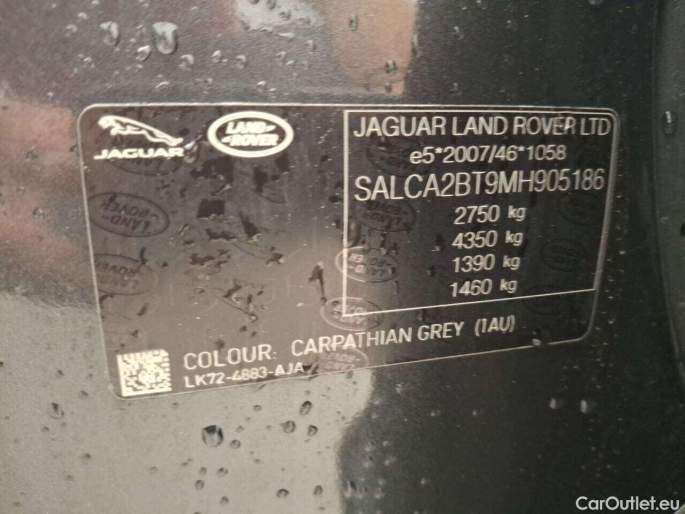 JAGUAR
LAND
ROVER
JAGUAR LAND ROVER LTD
e5*2007/46*1058
SALCA2BT9MH905186
2750 kg
4350 kg
1390 kg
1460 kg
COLOUR: CARPATHIAN GREY (1AU)
LK72-4883-AJA
CarOutlet.eu